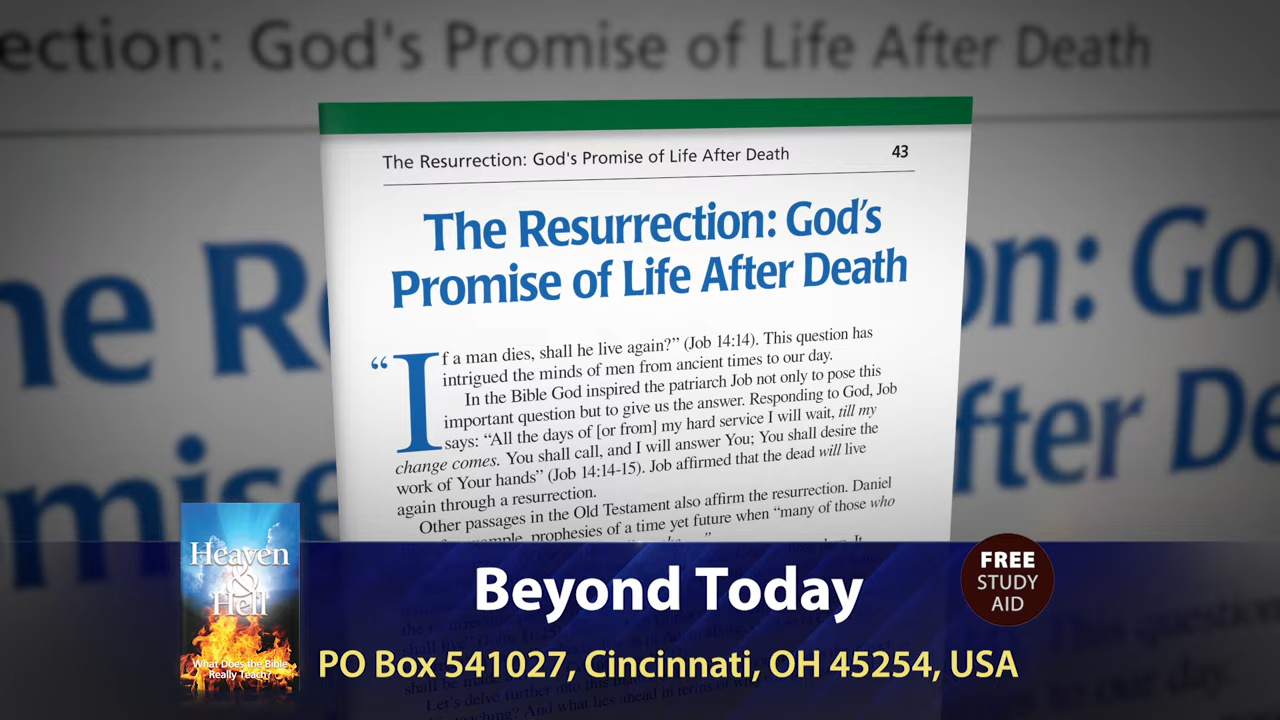 ection: God's Promise of Life After Death
The Resurrection: God's Promise of Life After Death 43
The Resurrection: God's
Promise of Life After Death
“If a man dies, shall he live again?” (Job 14:14). This question has
intrigued the minds of men from ancient times to our day.
In the Bible God inspired the patriarch Job not only to pose this
important question but to give us the answer. Responding to God, Job
says: “All the days of [or from] my hard service I will wait, till my
change comes. You shall call, and I will answer You; You shall desire the
work of Your hands” (Job 14:14-15). Job affirmed that the dead will live
again through a resurrection.
Other passages in the Old Testament also affirm the resurrection. Daniel
prophesies of a time yet future when “many of those who
Heaven
&
Hell
What Does the Bible
Really Teach?
Beyond Today
PO Box 541027, Cincinnati, OH 45254, USA
FREE
STUDY
AID